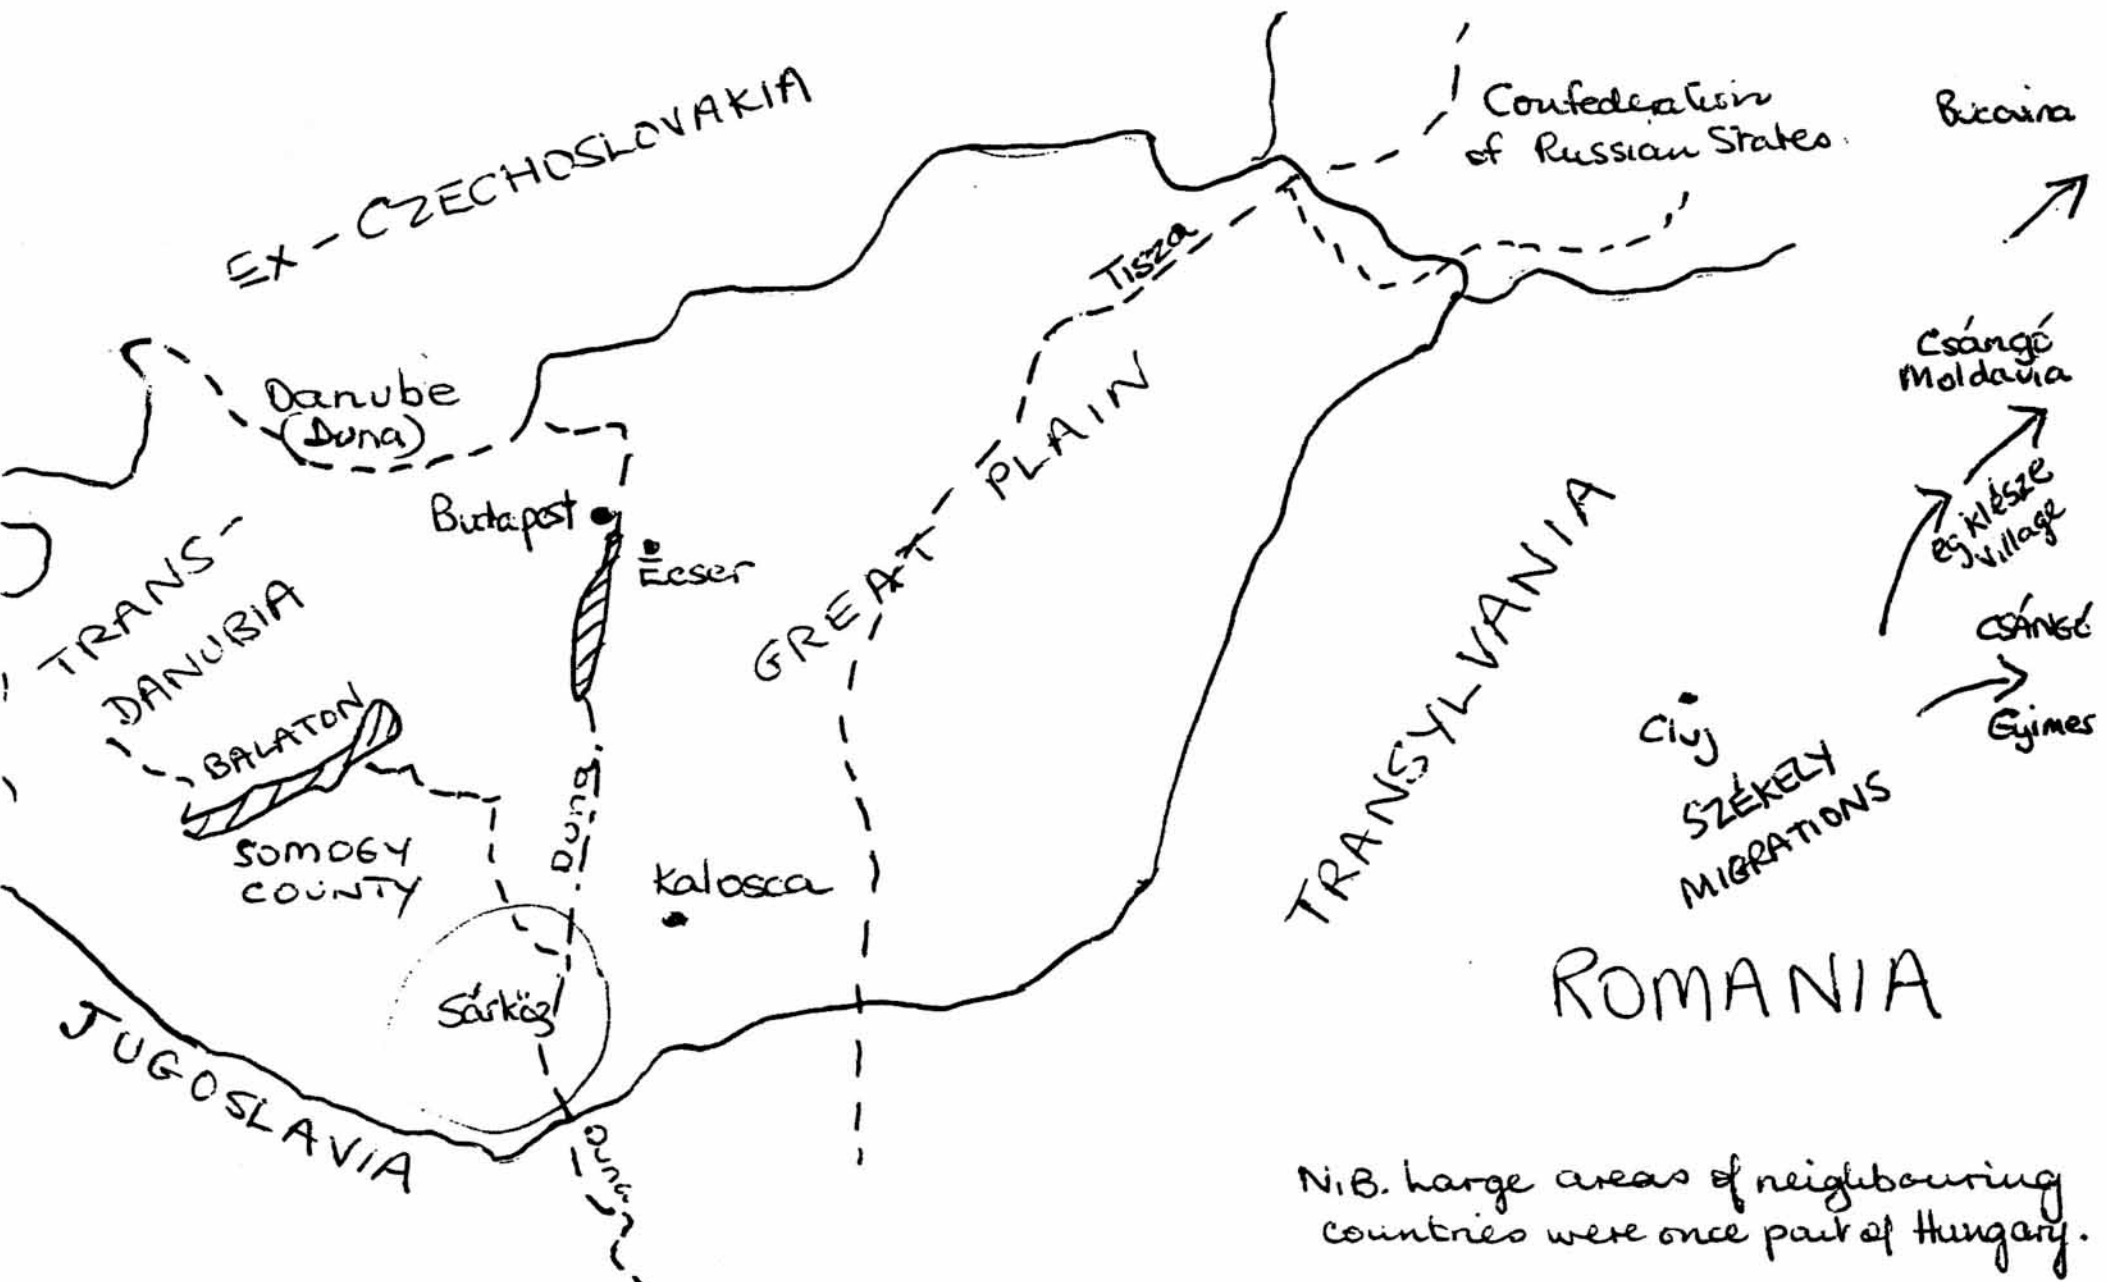 EX-CZECHOSLOVAKIA
Confederation
of Russian States.
Bucovina
Danube
(Duna)
Tisza
Csángó
Moldavia
Budapest
Ecser
GREAT PLAIN
TRANS-
DANUBIA
BALATON
SOMOGY
COUNTY
Duna
Kalosca
Sárköz
JUGOSLAVIA
Duna
TRANSYLVANIA
egy klésze
village
CSÁNGÓ
Gyimes
Cluj
SZÉKELY
MIGRATIONS
ROMANIA
N.B. Large areas of neighbouring
countries were once part of Hungary.